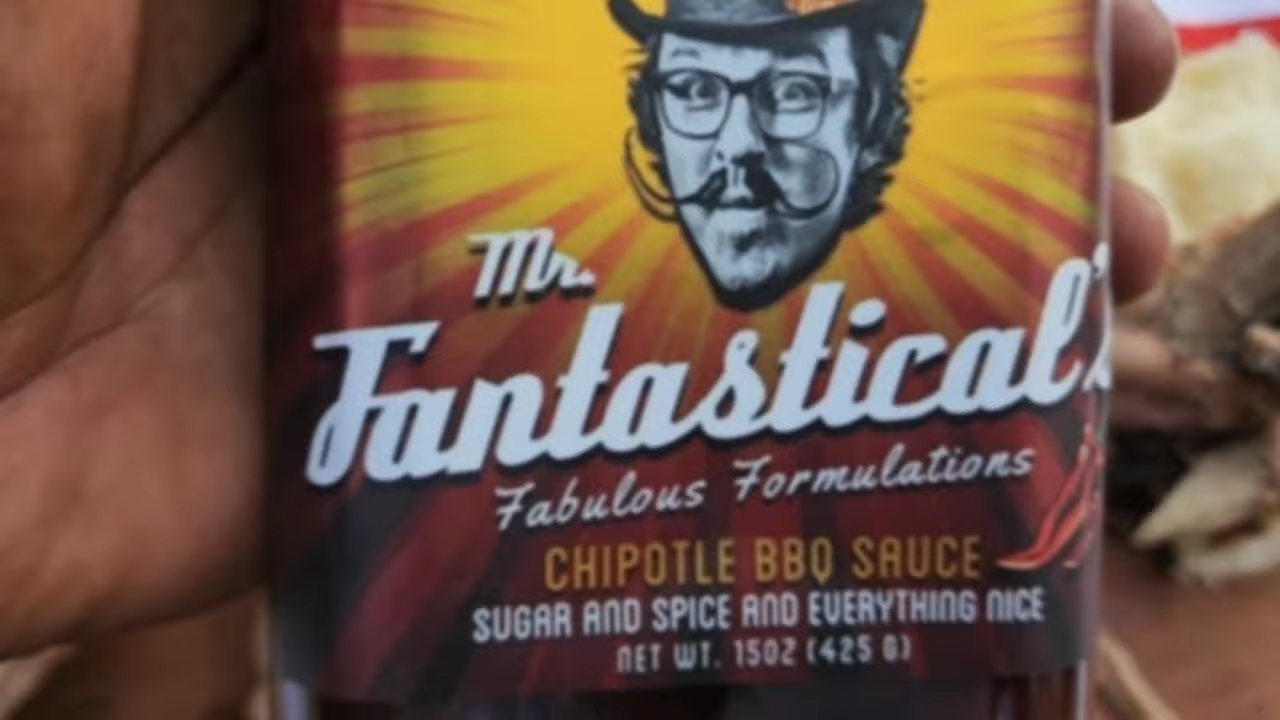 Mr.
Fantastical's
Fabulous Formulations
CHIPOTLE BBQ SAUCE
SUGAR AND SPICE AND EVERYTHING NICE
NET WT. 15OZ (425 G)